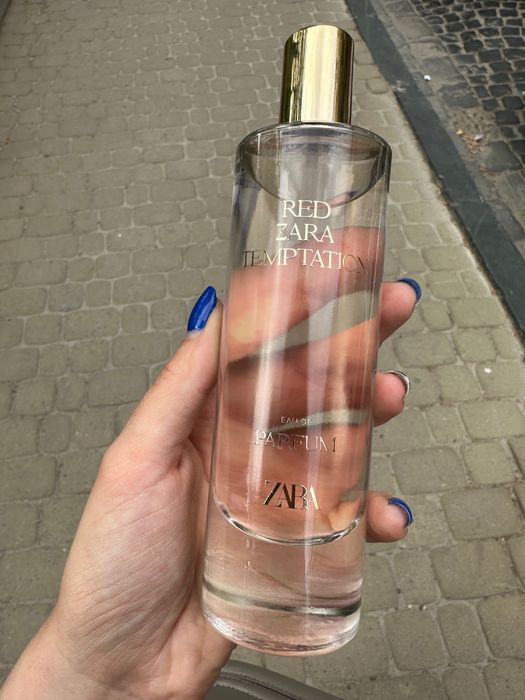 RED
ZARA
TEMPTATION
EAU DE
PARFUM
ZARA